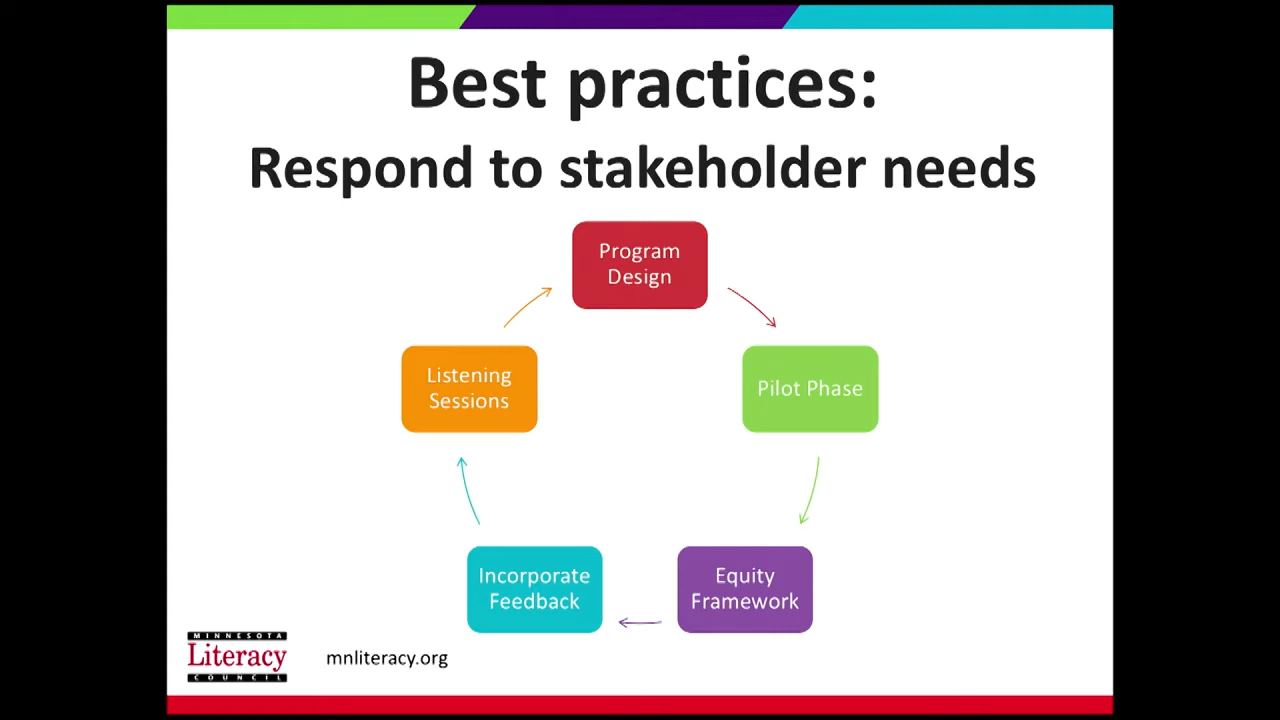 Best practices:
Respond to stakeholder needs
Program
Design
Pilot Phase
Equity
Framework
Incorporate
Feedback
Listening
Sessions
MINNESOTA
Literacy
COUNCIL
mnliteracy.org